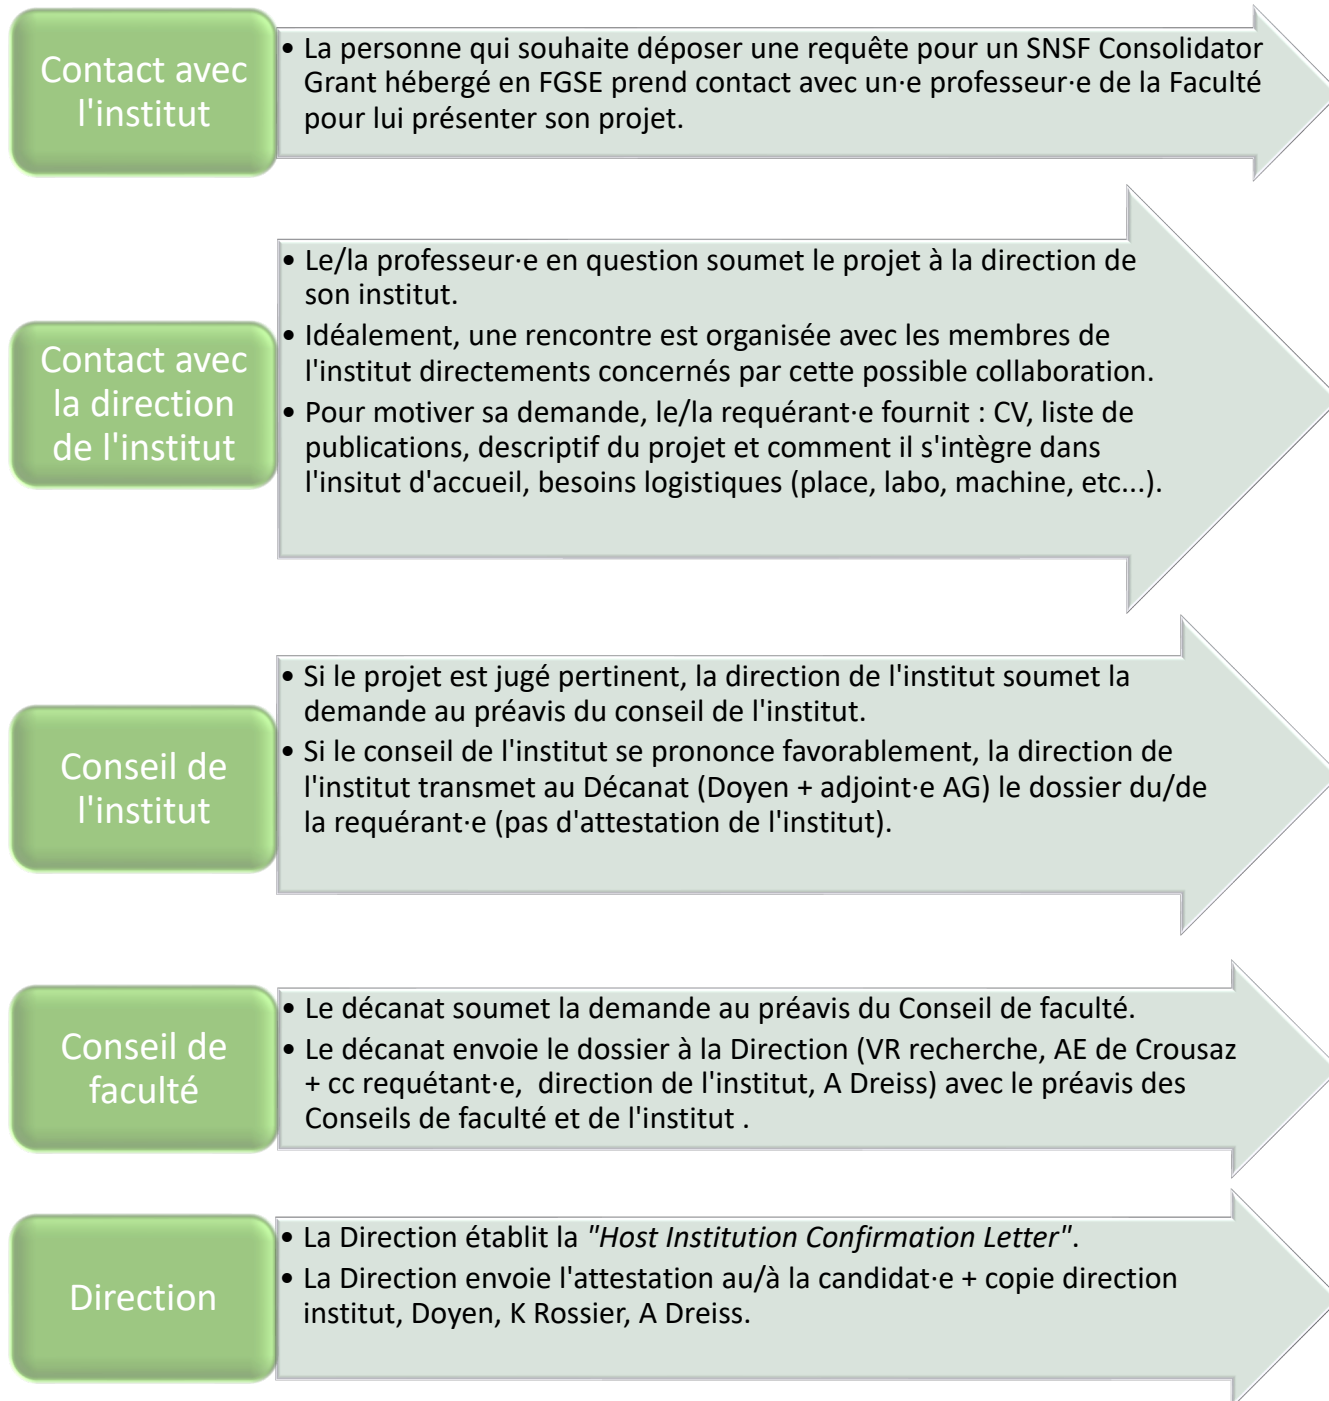 Contact avec
l'institut
• La personne qui souhaite déposer une requête pour un SNSF Consolidator
Grant hébergé en FGSE prend contact avec un·e professeur·e de la Faculté
pour lui présenter son projet.
Contact avec
la direction
de l'institut
• Le/la professeur·e en question soumet le projet à la direction de
son institut.
• Idéalement, une rencontre est organisée avec les membres de
l'institut directements concernés par cette possible collaboration.
• Pour motiver sa demande, le/la requérant·e fournit : CV, liste de
publications, descriptif du projet et comment il s'intègre dans
l'insitut d'accueil, besoins logistiques (place, labo, machine, etc...).
Conseil de
l'institut
• Si le projet est jugé pertinent, la direction de l'institut soumet la
demande au préavis du conseil de l'institut.
• Si le conseil de l'institut se prononce favorablement, la direction de
l'institut transmet au Décanat (Doyen + adjoint·e AG) le dossier du/de
la requérant·e (pas d'attestation de l'institut).
Conseil de
faculté
• Le décanat soumet la demande au préavis du Conseil de faculté.
• Le décanat envoie le dossier à la Direction (VR recherche, AE de Crousaz
+ cc requétant·e, direction de l'institut, A Dreiss) avec le préavis des
Conseils de faculté et de l'institut .
Direction
• La Direction établit la "Host Institution Confirmation Letter".
• La Direction envoie l'attestation au/à la candidat·e + copie direction
institut, Doyen, K Rossier, A Dreiss.